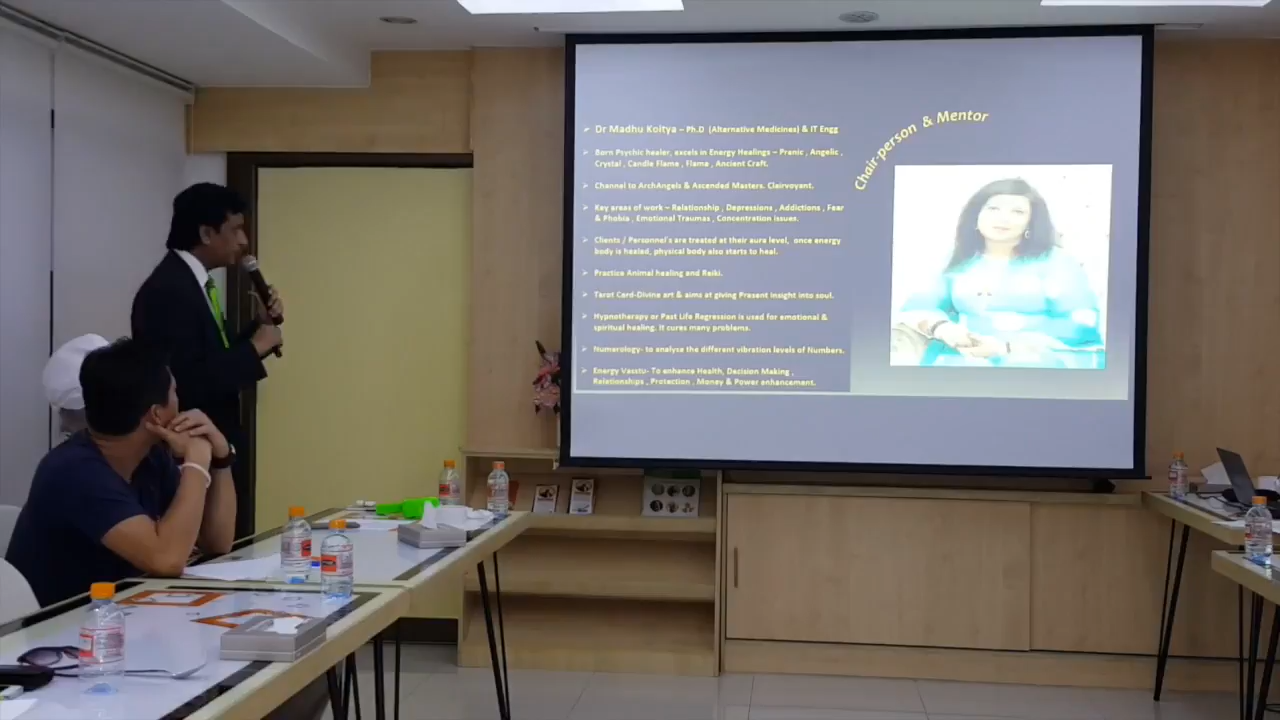 Chair-person & Mentor
➢ Dr Madhu Koitya – Ph.D (Alternative Medicines) & IT Engg
➢ Born Psychic healer, excels in Energy Healings – Pranic , Angelic ,
Crystal , Candle Flame , Flame , Ancient Craft.
➢ Channel to ArchAngels & Ascended Masters. Clairvoyant.
➢ Key areas of work – Relationship , Depressions , Addictions , Fear
& Phobia , Emotional Traumas , Concentration issues.
➢ Clients / Personnel's are treated at their aura level, once energy
body is healed, physical body also starts to heal.
➢ Practice Animal healing and Reiki.
➢ Tarot Card-Divine art & aims at giving Present insight into soul.
➢ Hypnotherapy or Past Life Regression is used for emotional &
spiritual healing. It cures many problems.
➢ Numerology- to analyse the different vibration levels of Numbers.
➢ Energy Vasstu- To enhance Health, Decision Making ,
Relationships , Protection , Money & Power enhancement.